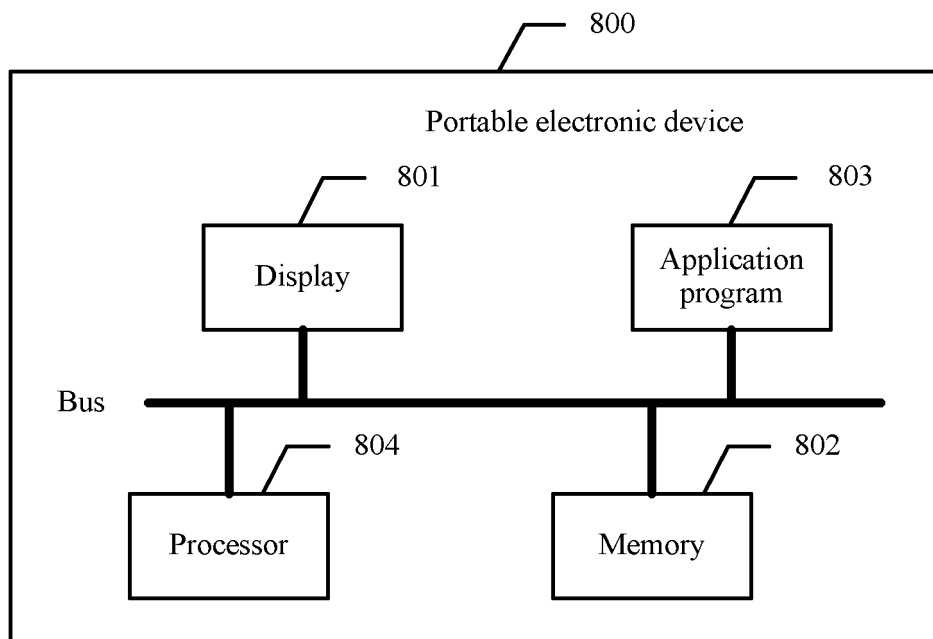 800
Portable electronic device
801
803
Display
Application
program
Bus
804
802
Processor
Memory